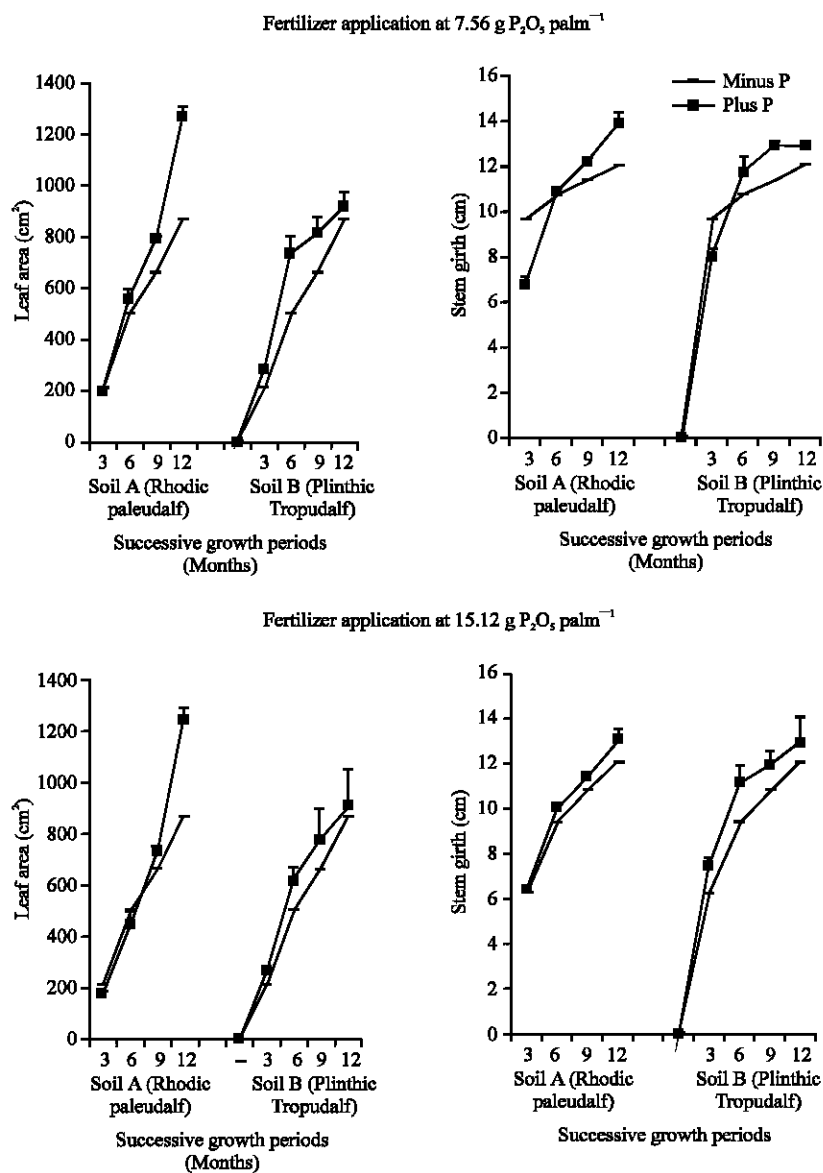 Fertilizer application at 7.56 g P₂O₅ palm⁻¹
1400
1200
1000
800
600
400
200
0
Leaf area (cm²)
3 6 9 12 3 6 9 12
Soil A (Rhodic paleudalf)
Soil B (Plinthic Tropudalf)
Successive growth periods
(Months)
16
14
12
10
8
6
4
2
0
Stem girth (cm)
Minus P
Plus P
3 6 9 12 3 6 9 12
Soil A (Rhodic paleudalf)
Soil B (Plinthic Tropudalf)
Successive growth periods
(Months)
Fertilizer application at 15.12 g P₂O₅ palm⁻¹
1400
1200
1000
800
600
400
200
0
Leaf area (cm²)
3 6 9 12 – 3 6 9 12
Soil A (Rhodic paleudalf)
Soil B (Plinthic Tropudalf)
Successive growth periods
(Months)
16
14
12
10
8
6
4
2
0
Stem girth (cm)
3 6 9 12 3 6 9 12
Soil A (Rhodic paleudalf)
Soil B (Plinthic Tropudalf)
Successive growth periods